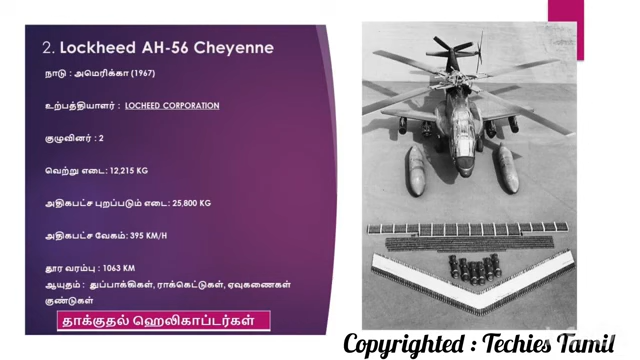 2. Lockheed AH-56 Cheyenne
நாடு : அமெரிக்கா (1967)
உற்பத்தியாளர் : LOCHEED CORPORATION
குழுவினர் : 2
வெற்று எடை: 12,215 KG
அதிகபட்ச புறப்படும் எடை: 25,800 KG
அதிகபட்ச வேகம்: 395 KM/H
தூர வரம்பு : 1063 KM
ஆயுதம் : துப்பாக்கிகள், ராக்கெட்டுகள், ஏவுகணைகள்
குண்டுகள்
தாக்குதல் ஹெலிகாப்டர்கள்
Copyrighted : Techies Tamil